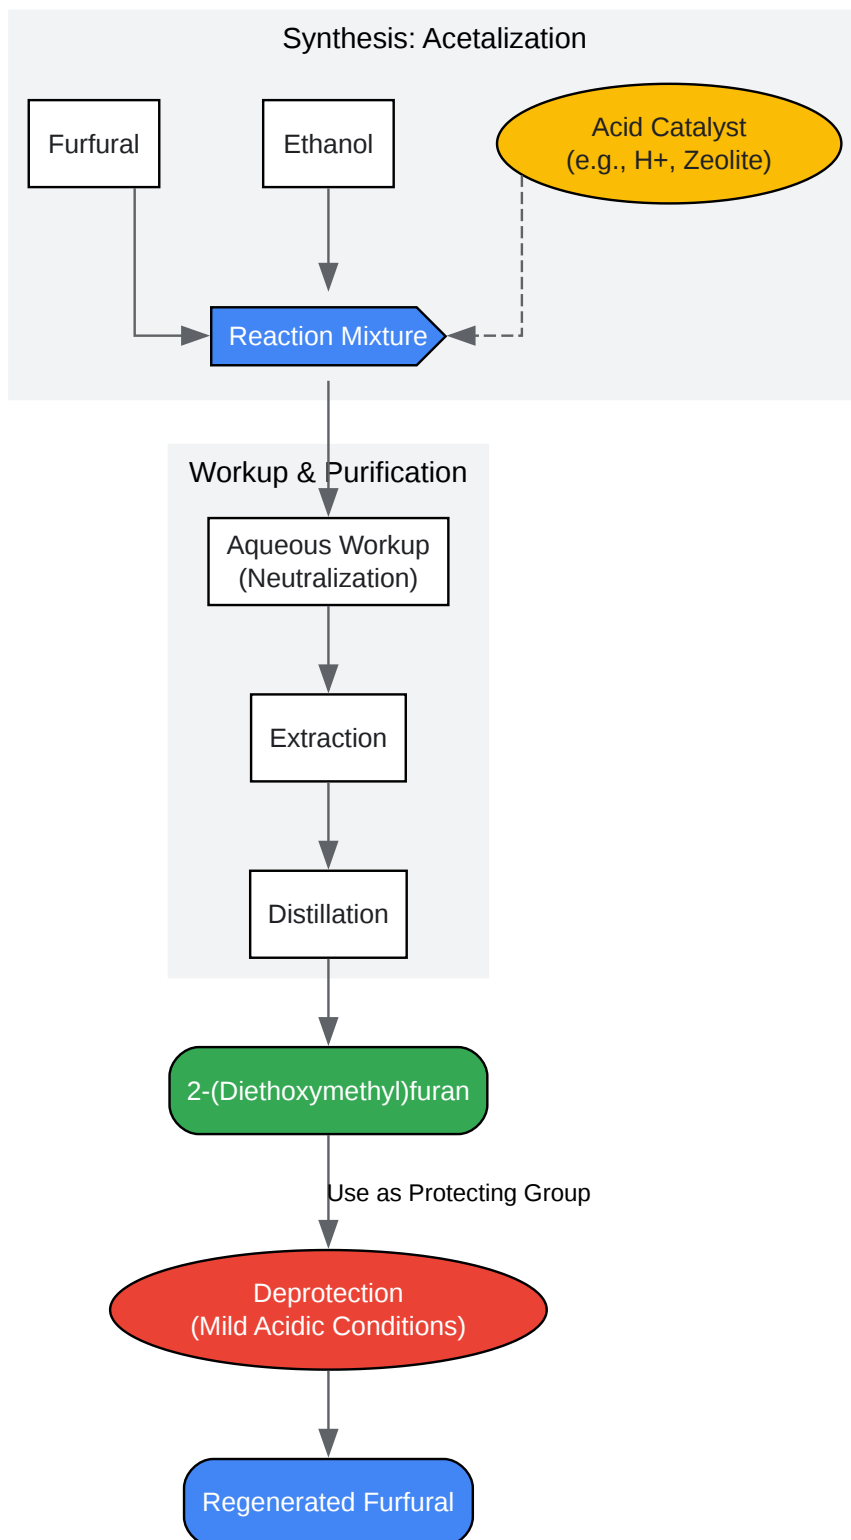 Synthesis: Acetalization
Furfural
Ethanol
Acid Catalyst
(e.g., H+, Zeolite)
Reaction Mixture
Workup & Purification
Aqueous Workup
(Neutralization)
Extraction
Distillation
2-(Diethoxymethyl)furan
Use as Protecting Group
Deprotection
(Mild Acidic Conditions)
Regenerated Furfural